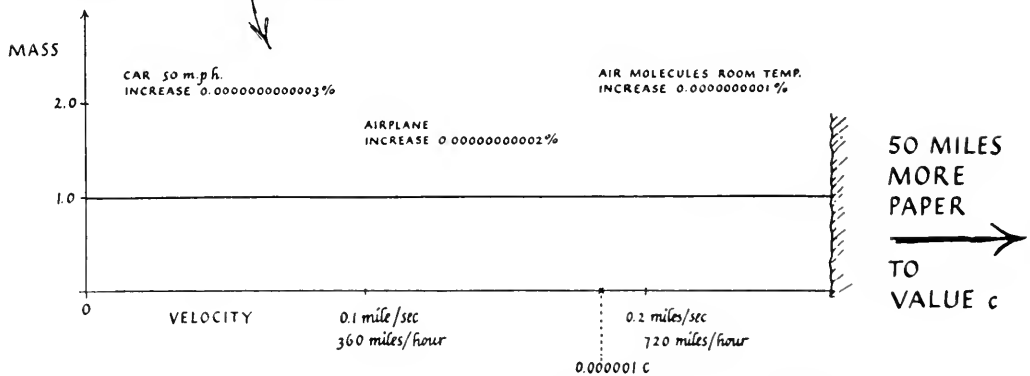 MASS
CAR 50 m.p.h.
INCREASE 0.0000000000003%
AIR MOLECULES ROOM TEMP.
INCREASE 0.0000000001%
2.0
AIRPLANE
INCREASE 0 00000000002%
1.0
50 MILES
MORE
PAPER
TO
VALUE c
0
VELOCITY
0.1 mile/sec
360 miles/hour
0.2 miles/sec
720 miles/hour
0.000001 C